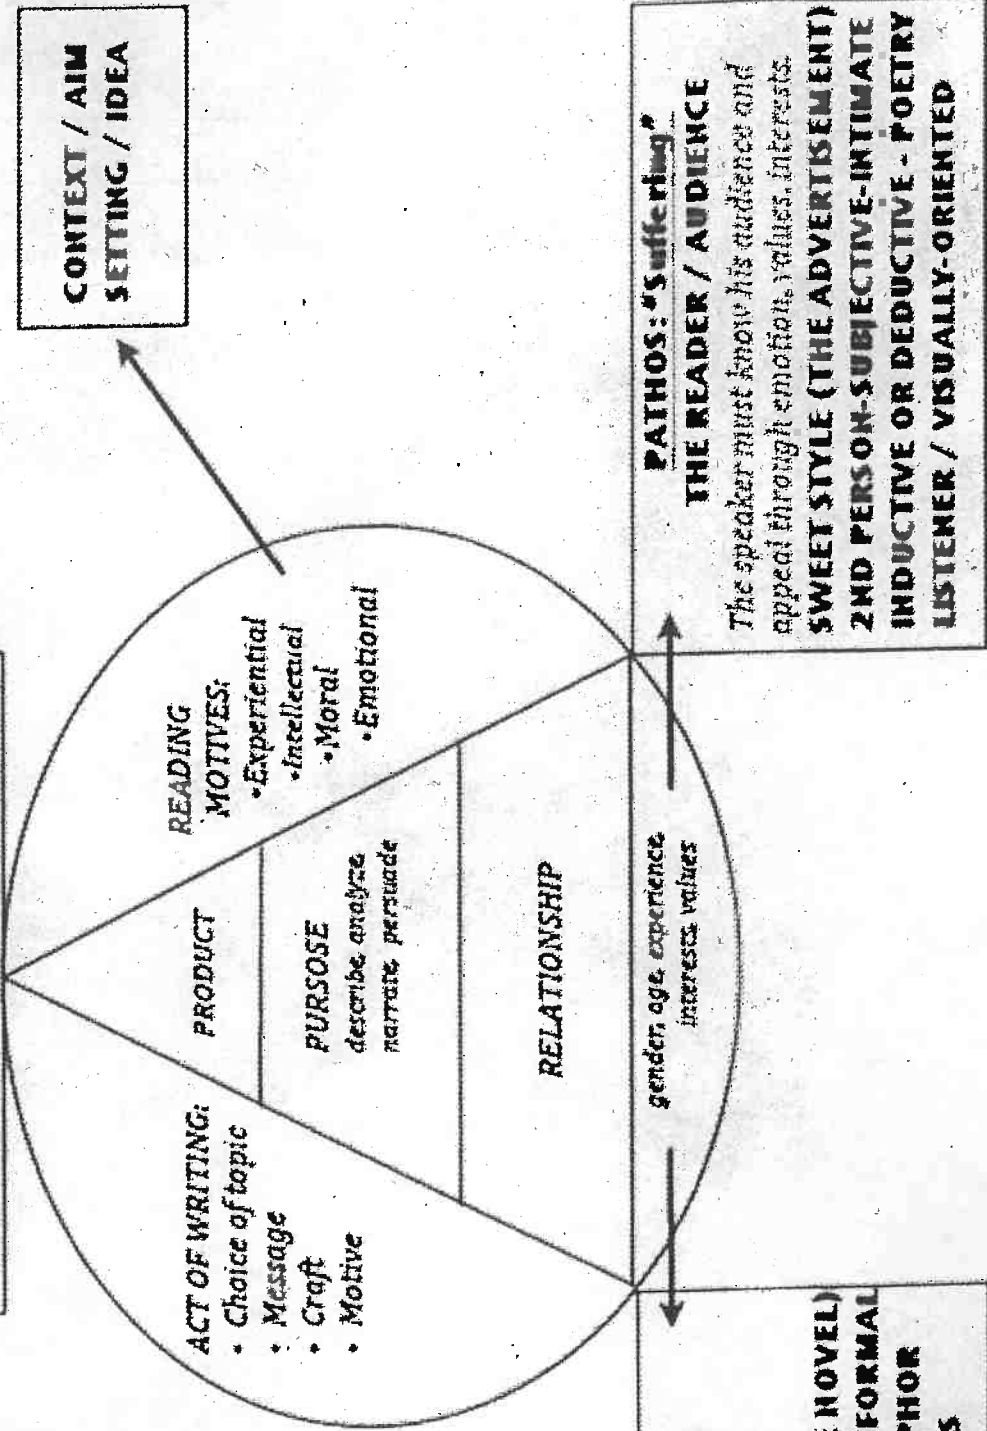 CONTEXT / AIM
SETTING / IDEA
ACT OF WRITING:
• Choice of topic
• Message
• Craft
• Motive
READING
MOTIVES:
•Experiential
•Intellectual
•Moral
•Emotional
PRODUCT
PURSOSE
describe, analyze,
narrate, persuade
RELATIONSHIP
gender, age, experience,
interests, values
NOVEL)
FORMAL
PHOR
S
PATHOS: "Suffering"
THE READER / AUDIENCE
The speaker must know his audience and
appeal through emotion, values, interests.
SWEET STYLE (THE ADVERTISEMENT)
2ND PERSON-SUBJECTIVE-INTIMATE
INDUCTIVE OR DEDUCTIVE - POETRY
LISTENER / VISUALLY-ORIENTED